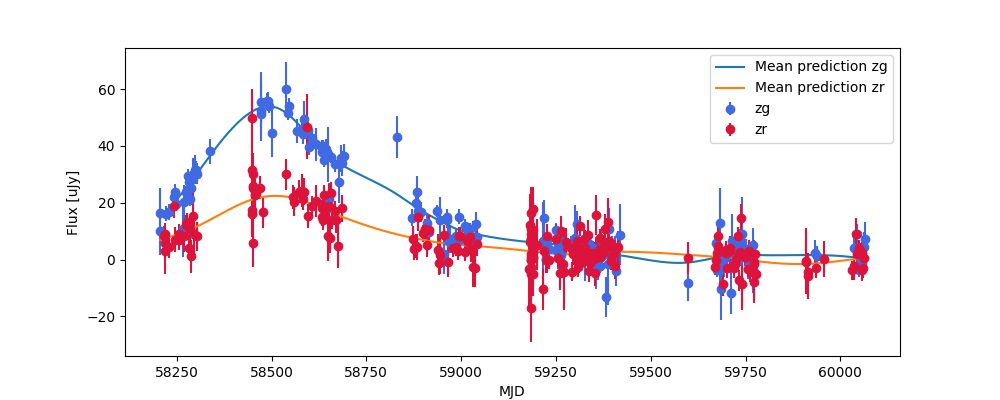 Mean prediction zg
Mean prediction zr
zg
zr
60
40
20
0
−20
Flux [uJy]
58250 58500 58750 59000 59250 59500 59750 60000
MJD